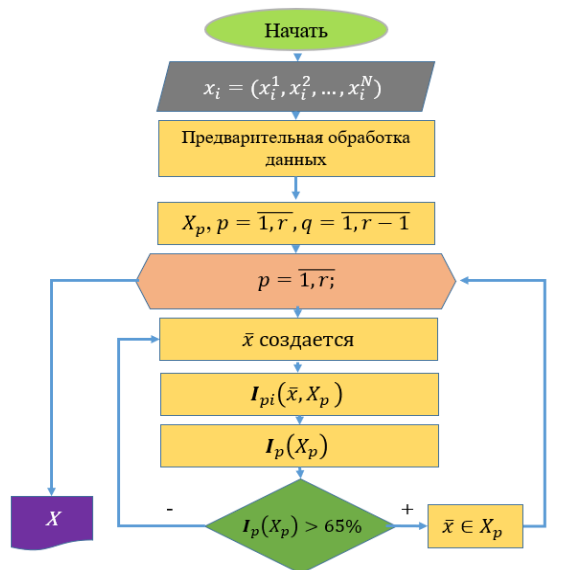 Начать
xᵢ = (xᵢ¹, xᵢ², …, xᵢᴺ)
Предварительная обработка
данных
Xₚ, p = 1, r̅, q = 1, r − 1
p = 1, r;
x̄ создается
Iₚᵢ(x̄, Xₚ)
Iₚ(Xₚ)
X
-
Iₚ(Xₚ) > 65%
+
x̄ ∈ Xₚ